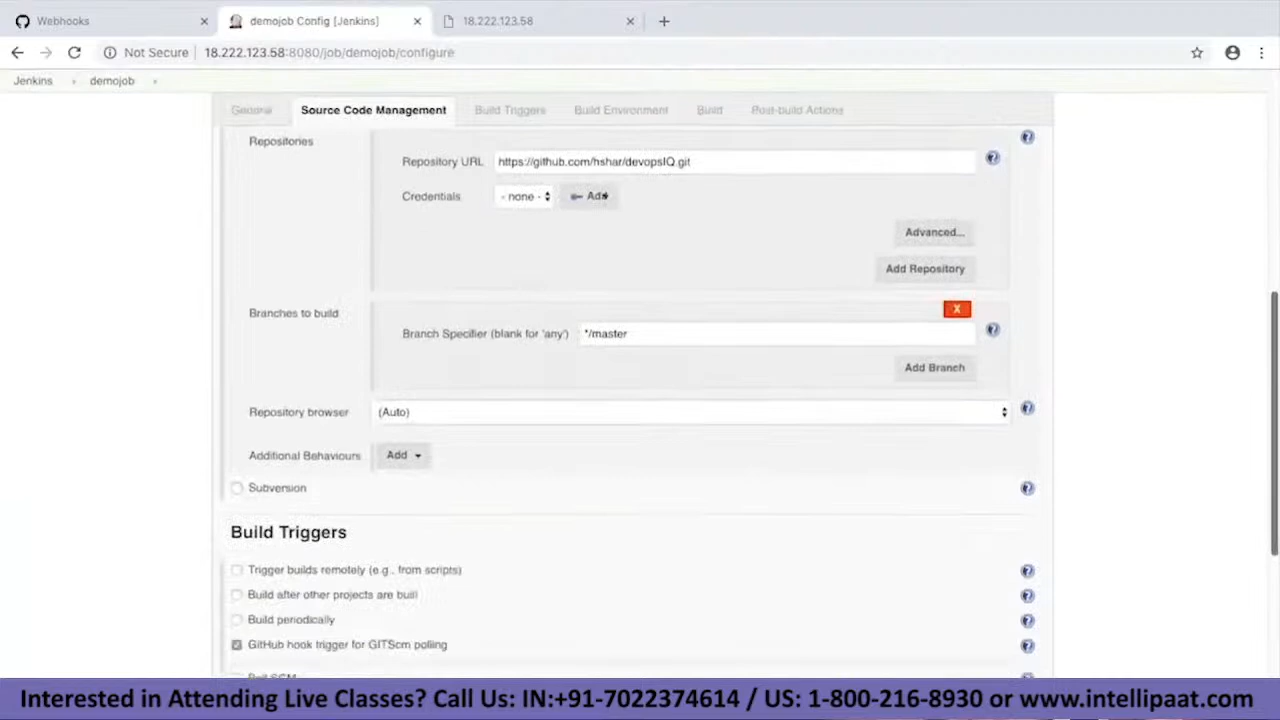 Webhooks
demojob Config [Jenkins]
18.222.123.58
Not Secure 18.222.123.58:8080/job/demojob/configure
Jenkins demojob
General Source Code Management Build Triggers Build Environment Build Post-build Actions
Repositories
Repository URL https://github.com/hshar/devopsIQ.git
Credentials - none - Add
Advanced...
Add Repository
Branches to build
X
Branch Specifier (blank for 'any') */master
Add Branch
Repository browser (Auto)
Additional Behaviours Add
Subversion
Build Triggers
Trigger builds remotely (e.g., from scripts)
Build after other projects are built
Build periodically
GitHub hook trigger for GITScm polling
Poll SCM
Interested in Attending Live Classes? Call Us: IN:+91-7022374614 / US: 1-800-216-8930 or www.intellipaat.com